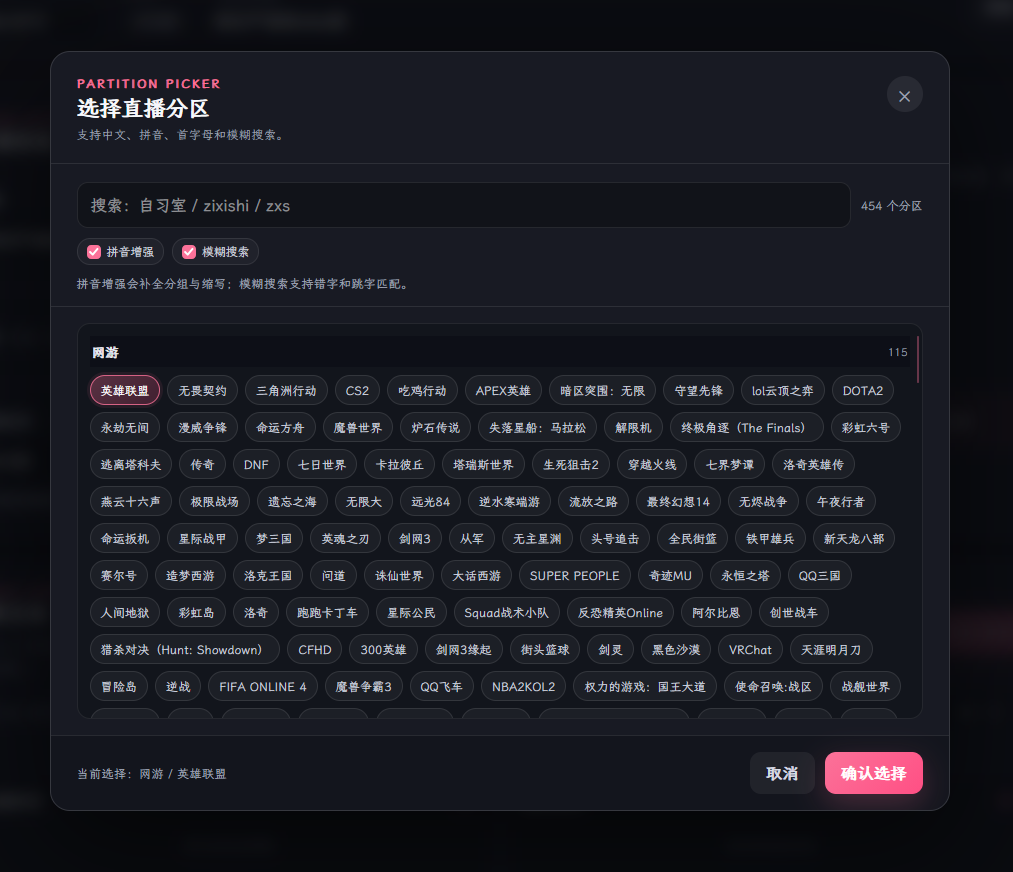 PARTITION PICKER
选择直播分区
支持中文、拼音、首字母和模糊搜索。
搜索：自习室 / zixishi / zxs
454 个分区
拼音增强 模糊搜索
拼音增强会补全分组与缩写；模糊搜索支持错字和跳字匹配。
网游 115
英雄联盟 无畏契约 三角洲行动 CS2 吃鸡行动 APEX英雄 暗区突围：无限 守望先锋 lol云顶之弈 DOTA2
永劫无间 漫威争锋 命运方舟 魔兽世界 炉石传说 失落星船：马拉松 解限机 终极角逐（The Finals） 彩虹六号
逃离塔科夫 传奇 DNF 七日世界 卡拉彼丘 塔瑞斯世界 生死狙击2 穿越火线 七界梦谭 洛奇英雄传
燕云十六声 极限战场 遗忘之海 无限大 远光84 逆水寒端游 流放之路 最终幻想14 无烬战争 午夜行者
命运扳机 星际战甲 梦三国 英魂之刃 剑网3 从军 无主星渊 头号追击 全民街篮 铁甲雄兵 新天龙八部
赛尔号 造梦西游 洛克王国 问道 诛仙世界 大话西游 SUPER PEOPLE 奇迹MU 永恒之塔 QQ三国
人间地狱 彩虹岛 洛奇 跑跑卡丁车 星际公民 Squad战术小队 反恐精英Online 阿尔比恩 创世战车
猎杀对决（Hunt: Showdown） CFHD 300英雄 剑网3缘起 街头篮球 剑灵 黑色沙漠 VRChat 天涯明月刀
冒险岛 逆战 FIFA ONLINE 4 魔兽争霸3 QQ飞车 NBA2KOL2 权力的游戏：国王大道 使命召唤:战区 战舰世界
当前选择：网游 / 英雄联盟
取消 确认选择